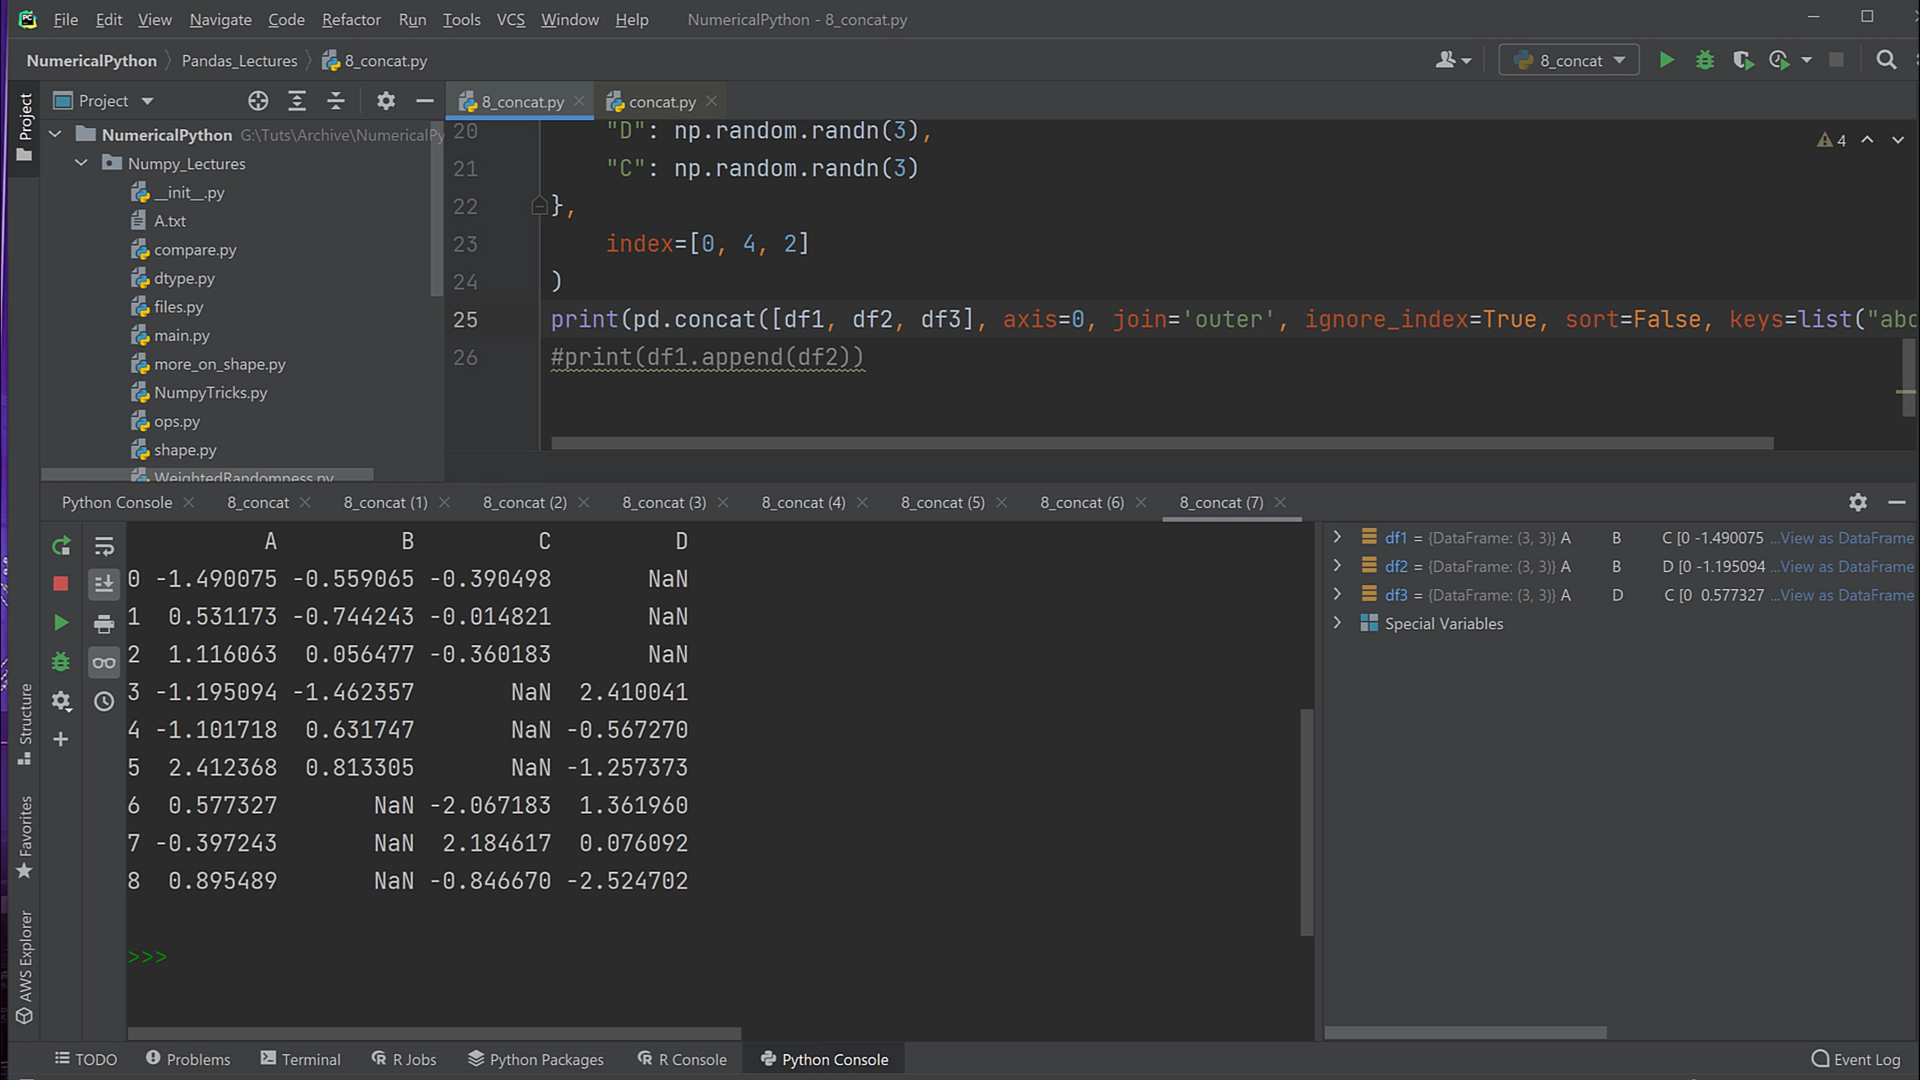 File Edit View Navigate Code Refactor Run Tools VCS Window Help NumericalPython - 8_concat.py
NumericalPython Pandas_Lectures 8_concat.py 8_concat
Project
Project
8_concat.py concat.py
NumericalPython G:\Tuts\Archive\NumericalPy
Numpy_Lectures
__init__.py
A.txt
compare.py
dtype.py
files.py
main.py
more_on_shape.py
NumpyTricks.py
ops.py
shape.py
WeightedRandomness.py
4
20 "D": np.random.randn(3),
21 "C": np.random.randn(3)
22 },
23 index=[0, 4, 2]
24 )
25 print(pd.concat([df1, df2, df3], axis=0, join='outer', ignore_index=True, sort=False, keys=list("abc
26 #print(df1.append(df2))
Python Console 8_concat 8_concat (1) 8_concat (2) 8_concat (3) 8_concat (4) 8_concat (5) 8_concat (6) 8_concat (7)
A B C D
0 -1.490075 -0.559065 -0.390498 NaN
1 0.531173 -0.744243 -0.014821 NaN
2 1.116063 0.056477 -0.360183 NaN
3 -1.195094 -1.462357 NaN 2.410041
4 -1.101718 0.631747 NaN -0.567270
5 2.412368 0.813305 NaN -1.257373
6 0.577327 NaN -2.067183 1.361960
7 -0.397243 NaN 2.184617 0.076092
8 0.895489 NaN -0.846670 -2.524702
>>>
df1 = {DataFrame: (3, 3)} A B C [0 -1.490075 ...View as DataFrame
df2 = {DataFrame: (3, 3)} A B D [0 -1.195094 ...View as DataFrame
df3 = {DataFrame: (3, 3)} A D C [0 0.577327 ...View as DataFrame
Special Variables
Structure
Favorites
AWS Explorer
TODO Problems Terminal R Jobs Python Packages R Console Python Console Event Log